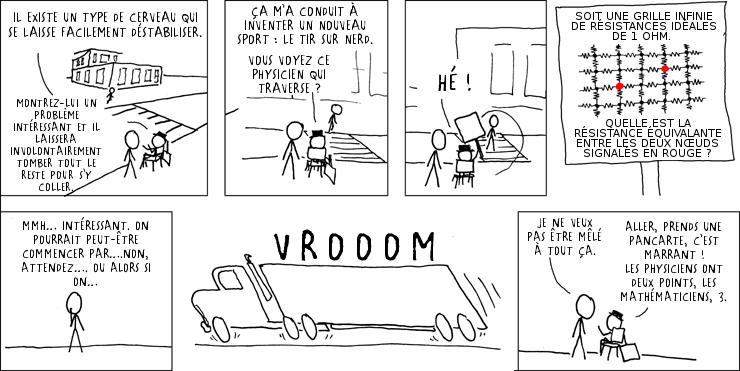 IL EXISTE UN TYPE DE CERVEAU QUI
SE LAISSE FACILEMENT DÉSTABILISER.
MONTREZ-LUI UN
PROBLÈME
INTÉRESSANT ET IL
LAISSERA
INVOLONTAIREMENT
TOMBER TOUT LE
RESTE POUR S'Y
COLLER.
ÇA M'A CONDUIT À
INVENTER UN NOUVEAU
SPORT : LE TIR SUR NERD.
VOUS VOYEZ CE
PHYSICIEN QUI
TRAVERSE ?
HÉ !
SOIT UNE GRILLE INFINIE
DE RÉSISTANCES IDÉALES
DE 1 OHM.
QUELLE EST LA
RÉSISTANCE ÉQUIVALANTE
ENTRE LES DEUX NŒUDS
SIGNALÉS EN ROUGE ?
MMH... INTÉRESSANT. ON
POURRAIT PEUT-ÊTRE
COMMENCER PAR....NON,
ATTENDEZ.... OU ALORS SI
ON...
VROOOM
JE NE VEUX
PAS ÊTRE MÊLÉ
À TOUT ÇA.
ALLER, PRENDS UNE
PANCARTE, C'EST
MARRANT !
LES PHYSICIENS ONT
DEUX POINTS, LES
MATHÉMATICIENS, 3.